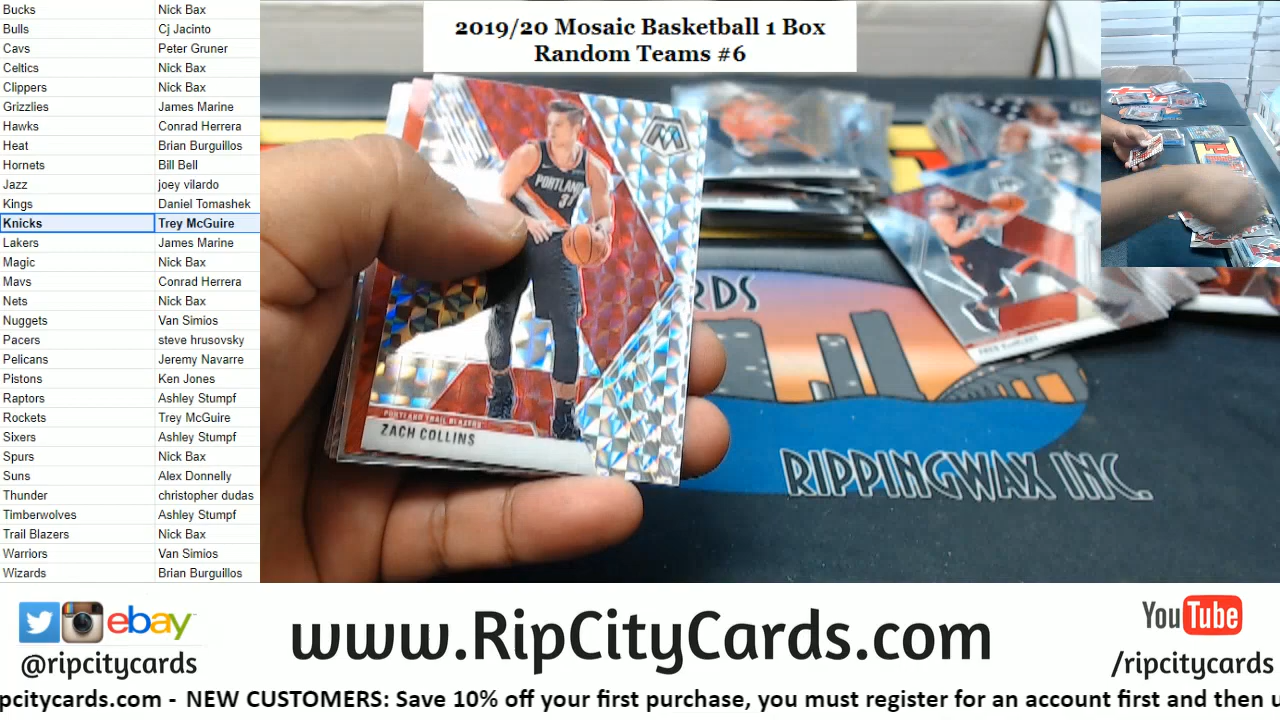 Bucks Nick Bax
Bulls Cj Jacinto
Cavs Peter Gruner
Celtics Nick Bax
Clippers Nick Bax
Grizzlies James Marine
Hawks Conrad Herrera
Heat Brian Burguillos
Hornets Bill Bell
Jazz joey vilardo
Kings Daniel Tomashek
Knicks Trey McGuire
Lakers James Marine
Magic Nick Bax
Mavs Conrad Herrera
Nets Nick Bax
Nuggets Van Simios
Pacers steve hrusovsky
Pelicans Jeremy Navarre
Pistons Ken Jones
Raptors Ashley Stumpf
Rockets Trey McGuire
Sixers Ashley Stumpf
Spurs Nick Bax
Suns Alex Donnelly
Thunder christopher dudas
Timberwolves Ashley Stumpf
Trail Blazers Nick Bax
Warriors Van Simios
Wizards Brian Burguillos
2019/20 Mosaic Basketball 1 Box
Random Teams #6
M
PORTLAND
PORTLAND TRAIL BLAZERS
ZACH COLLINS
RDS
RIPPINGWAX INC.
ebay
@ripcitycards
www.RipCityCards.com
YouTube
/ripcitycards
pcitycards.com - NEW CUSTOMERS: Save 10% off your first purchase, you must register for an account first and then u